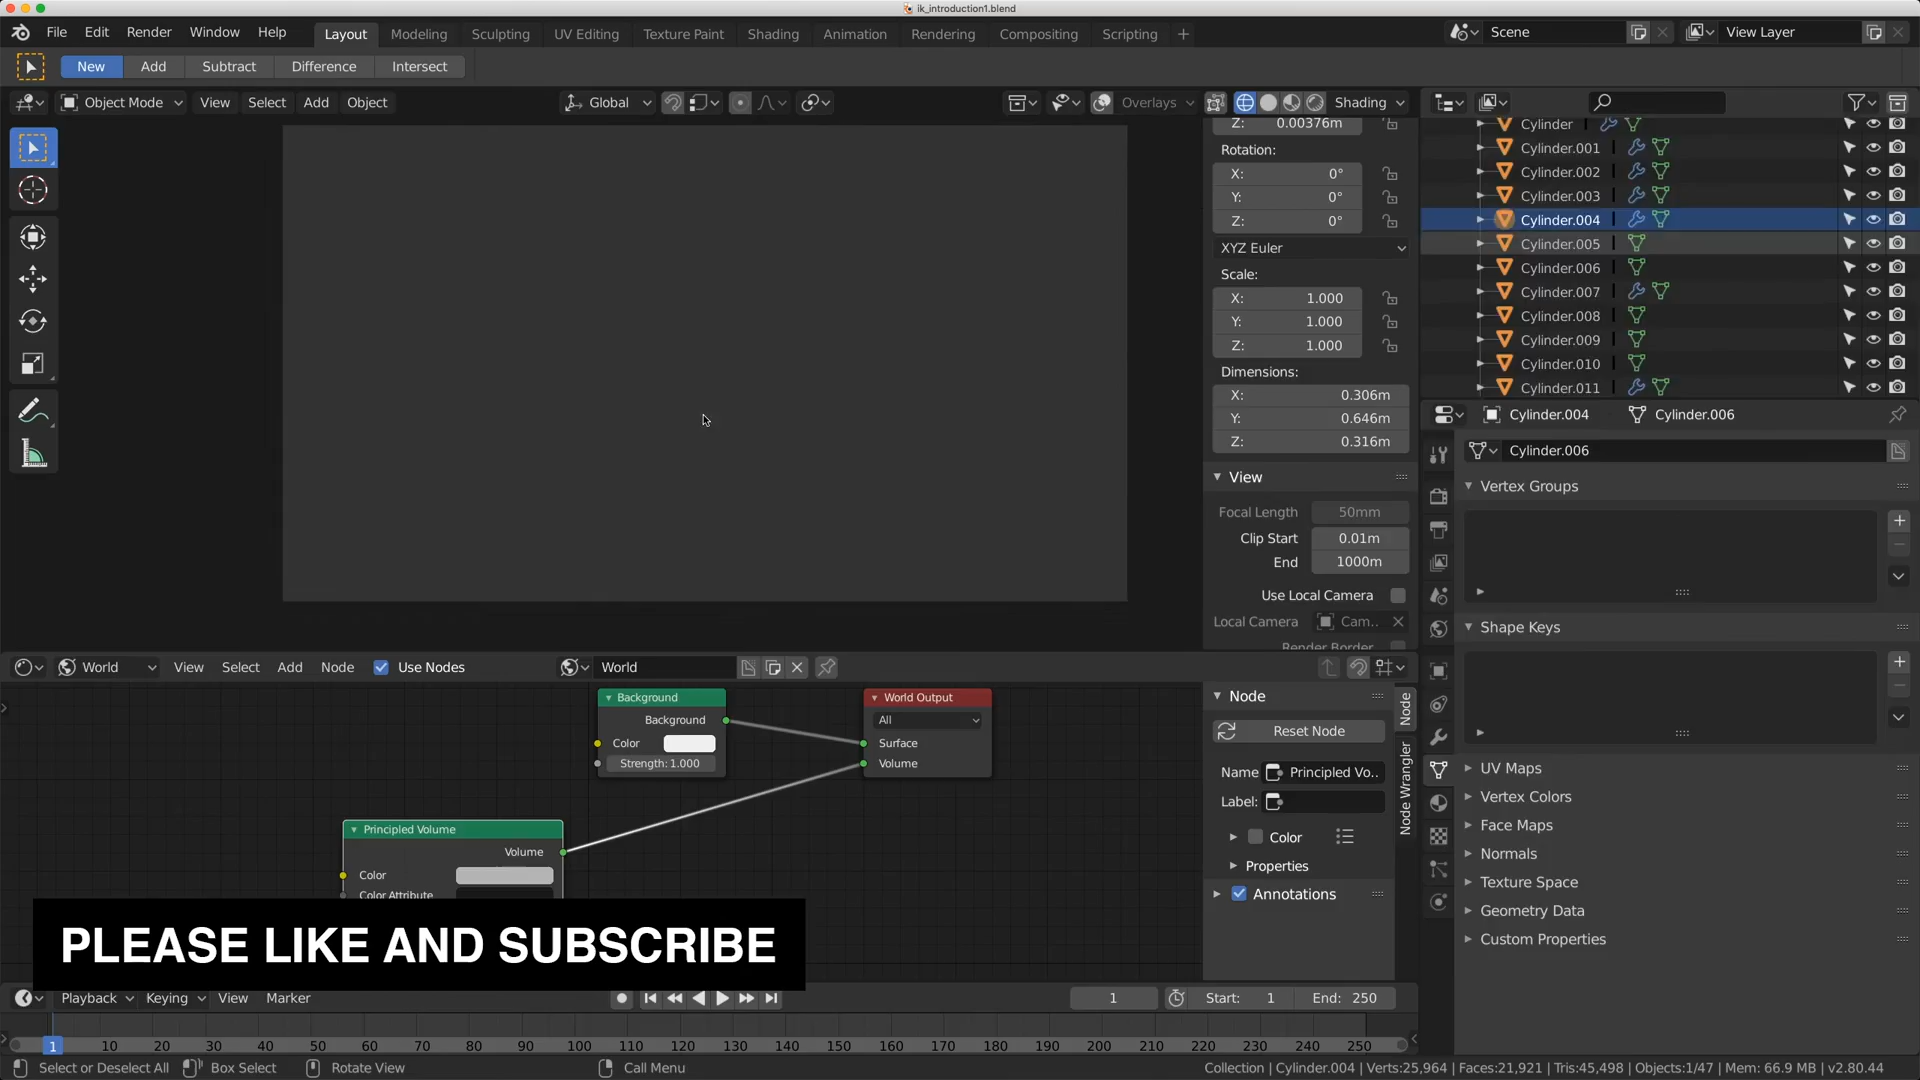 ik_introduction1.blend
File Edit Render Window Help Layout Modeling Sculpting UV Editing Texture Paint Shading Animation Rendering Compositing Scripting + Scene View Layer
New Add Subtract Difference Intersect
Object Mode View Select Add Object Global Overlays Shading
Z: 0.00376m
Rotation:
X: 0°
Y: 0°
Z: 0°
XYZ Euler
Scale:
X: 1.000
Y: 1.000
Z: 1.000
Dimensions:
X: 0.306m
Y: 0.646m
Z: 0.316m
View
Focal Length 50mm
Clip Start 0.01m
End 1000m
Use Local Camera
Local Camera Cam..
Render Border
Cylinder
Cylinder.001
Cylinder.002
Cylinder.003
Cylinder.004
Cylinder.005
Cylinder.006
Cylinder.007
Cylinder.008
Cylinder.009
Cylinder.010
Cylinder.011
Cylinder.004 Cylinder.006
Cylinder.006
Vertex Groups
Shape Keys
UV Maps
Vertex Colors
Face Maps
Normals
Texture Space
Geometry Data
Custom Properties
World View Select Add Node Use Nodes World
Background
Background
Color
Strength: 1.000
World Output
All
Surface
Volume
Principled Volume
Volume
Color
Color Attribute
Node
Reset Node
Name Principled Vo..
Label:
Color
Properties
Annotations
Node
Node Wrangler
PLEASE LIKE AND SUBSCRIBE
Playback Keying View Marker 1 Start: 1 End: 250
1 10 20 30 40 50 60 70 80 90 100 110 120 130 140 150 160 170 180 190 200 210 220 230 240 250
Select or Deselect All Box Select Rotate View Call Menu Collection | Cylinder.004 | Verts:25,964 | Faces:21,921 | Tris:45,498 | Objects:1/47 | Mem: 66.9 MB | v2.80.44